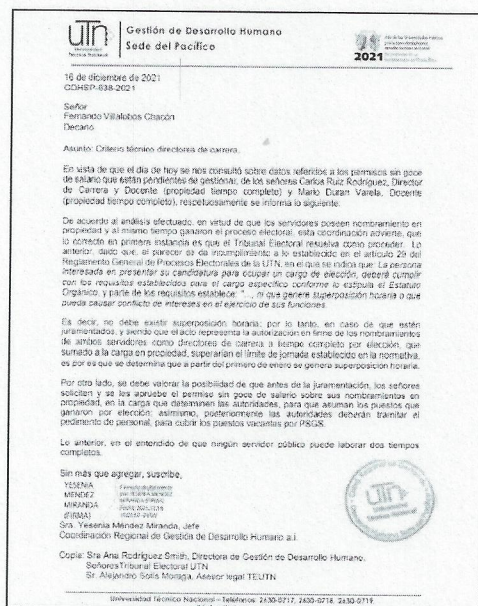 UTN
Universidad
Técnica Nacional
Gestión de Desarrollo Humano
Sede del Pacífico
2021
16 de diciembre de 2021
CDHSP-638-2021
Señor
Fernando Villalobos Chacón
Decano
Asunto: Criterio técnico directores de carrera.
En vista de que el día de hoy se nos consultó sobre datos referidos a los permisos sin goce
de salario que están pendientes de gestionar, de los señores Carlos Ruiz Rodríguez, Director
de Carrera y Docente (propiedad tiempo completo) y Mario Duran Varela, Docente
(propiedad tiempo completo), respetuosamente se informa lo siguiente.
De acuerdo al análisis efectuado, en virtud de que los servidores poseen nombramiento en
propiedad y al mismo tiempo ganaron el proceso electoral, esta coordinación advierte, que
lo correcto en primera instancia es que el Tribunal Electoral resuelva como proceder. Lo
anterior, dado que, al parecer es de incumplimiento a lo establecido en el artículo 29 del
Reglamento General de Procesos Electorales de la UTN, en el que se indica que: La persona
interesada en presentar su candidatura para ocupar un cargo de elección, deberá cumplir
con los requisitos establecidos para el cargo específico conforme lo estipula el Estatuto
Orgánico, y parte de los requisitos establece: "... ni que genere superposición horaria o que
pueda causar conflicto de intereses en el ejercicio de sus funciones.
Es decir, no debe existir superposición horaria; por lo tanto, en caso de que están
juramentados, y siendo que el acto representa la autorización en firme de los nombramientos
de ambos servidores como directores de carrera a tiempo completo por elección, que
sumado a la carga en propiedad, superarían el límite de jornada establecido en la normativa,
es por es que se determina que a partir del primero de enero se genera superposición horaria.
Por otro lado, se debe valorar la posibilidad de que antes de la juramentación, los señores
soliciten y se les apruebe el permiso sin goce de salario sobre sus nombramientos en
propiedad, en la carga que determinen las autoridades, para que asuman los puestos que
ganaron por elección; asimismo, posteriormente las autoridades deberán tramitar el
pedimento de personal, para cubrir los puestos vacantes por PSGS.
Lo anterior, en el entendido de que ningún servidor público puede laborar dos tiempos
completos.
Sin más que agregar, suscribe,
YESENIA
MENDEZ
MIRANDA
(FIRMA)
Sra. Yesenia Méndez Miranda, Jefe
Coordinación Regional de Gestión de Desarrollo Humano a.i.
UTN
Copia: Sra Ana Rodríguez Smith, Directora de Gestión de Desarrollo Humano.
Señores Tribunal Electoral UTN
Sr. Alejandro Solís Moraga, Asesor legal TEUTN
Universidad Técnica Nacional – Teléfonos: 2630-0717, 2630-0718, 2630-0719